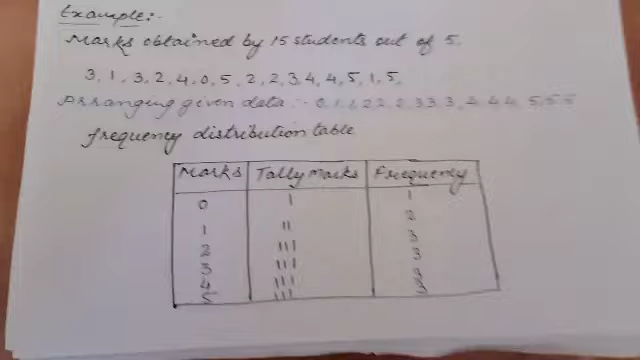 Example:-
Marks obtained by 15 students out of 5.
3, 1, 3, 2, 4, 0, 5, 2, 2, 3, 4, 4, 5, 1, 5.
Arranging given data :- 0, 1, 1, 2, 2, 2, 3, 3, 3, 4, 4, 4, 5, 5, 5
frequency distribution table
Marks Tally marks Frequency
0 | 1
1 || 2
2 ||| 3
3 ||| 3
4 ||| 3
5 ||| 3